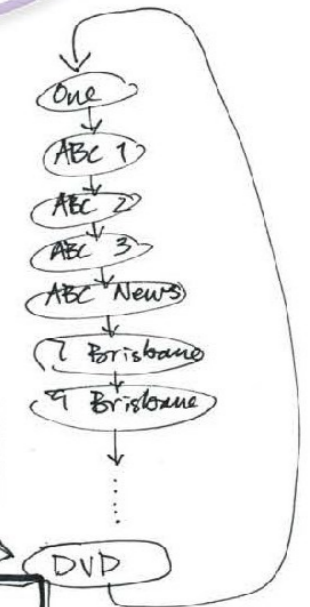 One
ABC 1
ABC 2
ABC 3
ABC News
7 Brisbane
9 Brisbane
DVD